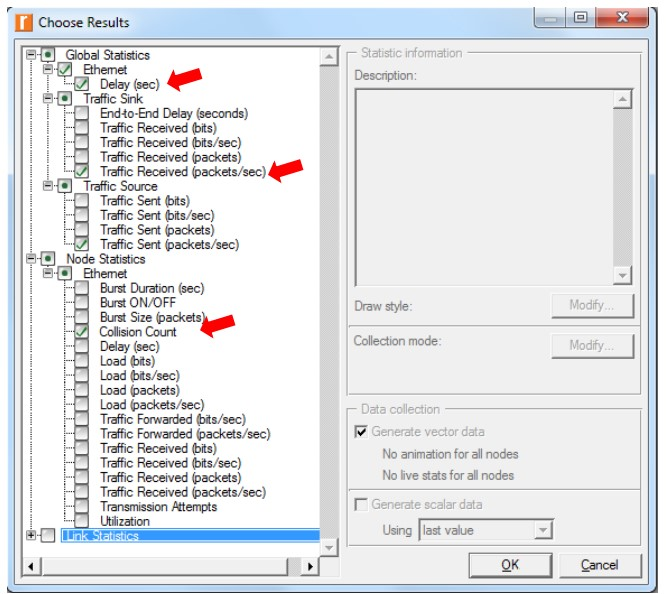 Choose Results
Global Statistics
Ethernet
Delay (sec)
Traffic Sink
End-to-End Delay (seconds)
Traffic Received (bits)
Traffic Received (bits/sec)
Traffic Received (packets)
Traffic Received (packets/sec)
Traffic Source
Traffic Sent (bits)
Traffic Sent (bits/sec)
Traffic Sent (packets)
Traffic Sent (packets/sec)
Node Statistics
Ethernet
Burst Duration (sec)
Burst ON/OFF
Burst Size (packets)
Collision Count
Delay (sec)
Load (bits)
Load (bits/sec)
Load (packets)
Load (packets/sec)
Traffic Forwarded (bits/sec)
Traffic Forwarded (packets/sec)
Traffic Received (bits)
Traffic Received (bits/sec)
Traffic Received (packets)
Traffic Received (packets/sec)
Transmission Attempts
Utilization
Link Statistics
Statistic information
Description:
Draw style:
Modify...
Collection mode:
Modify...
Data collection
Generate vector data
No animation for all nodes
No live stats for all nodes
Generate scalar data
Using last value
OK
Cancel